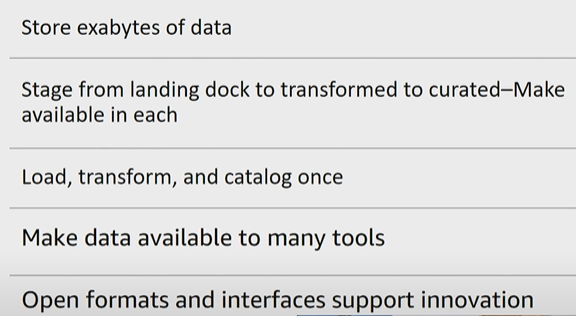 Store exabytes of data
Stage from landing dock to transformed to curated–Make
available in each
Load, transform, and catalog once
Make data available to many tools
Open formats and interfaces support innovation